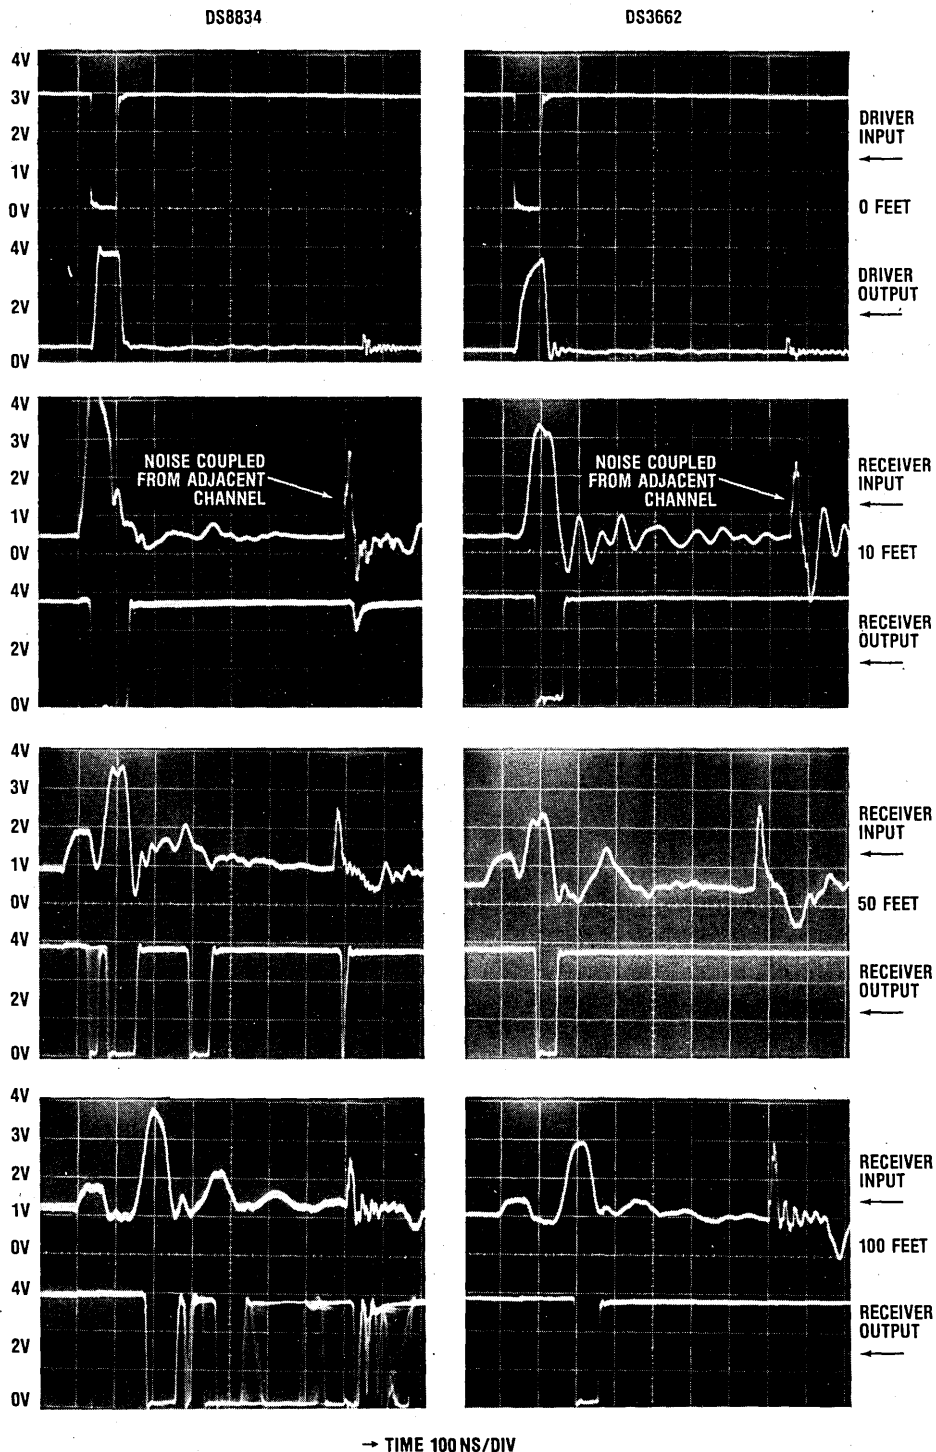 DS8834
DS3662
4V
3V
2V
1V
0V
4V
2V
0V
DRIVER
INPUT
←
0 FEET
DRIVER
OUTPUT
←
4V
3V
2V
1V
0V
4V
2V
0V
NOISE COUPLED
FROM ADJACENT
CHANNEL
NOISE COUPLED
FROM ADJACENT
CHANNEL
RECEIVER
INPUT
←
10 FEET
RECEIVER
OUTPUT
←
4V
3V
2V
1V
0V
4V
2V
0V
RECEIVER
INPUT
←
50 FEET
RECEIVER
OUTPUT
←
4V
3V
2V
1V
0V
4V
2V
0V
RECEIVER
INPUT
←
100 FEET
RECEIVER
OUTPUT
←
→ TIME 100 NS/DIV